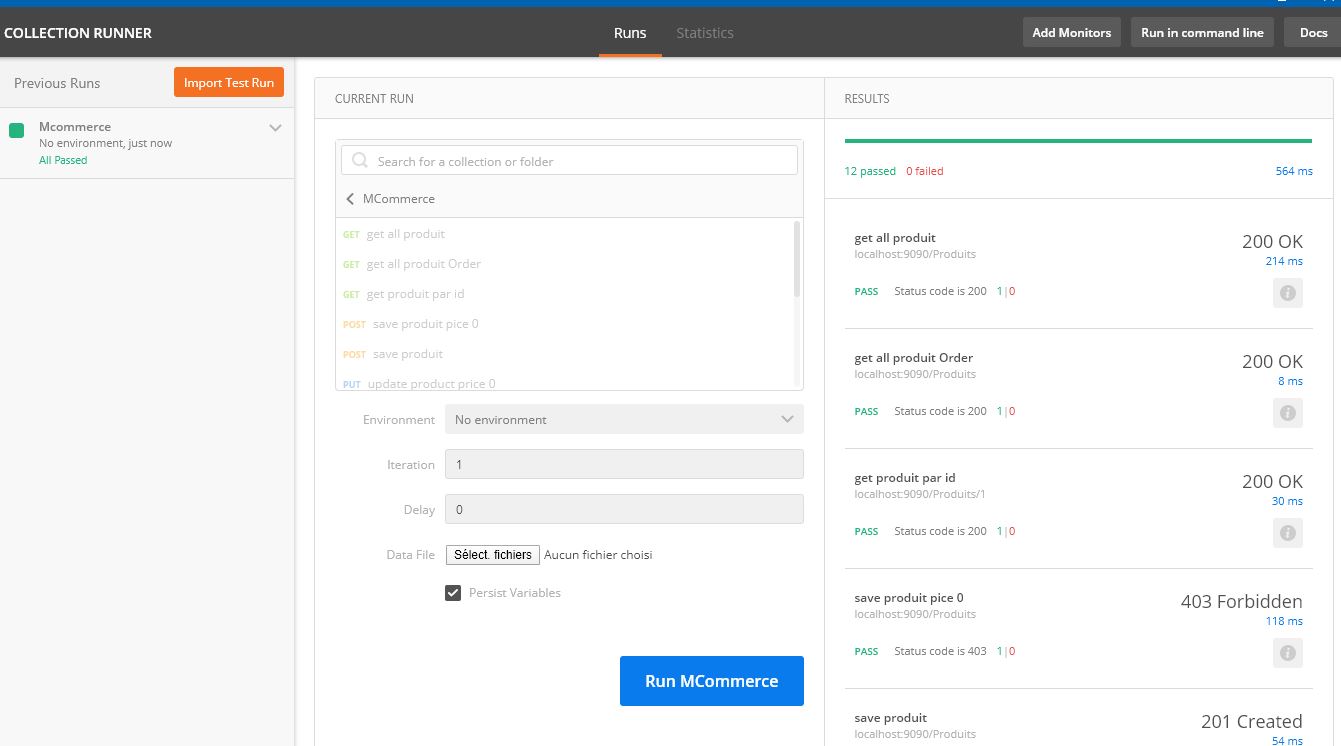 COLLECTION RUNNER
Runs
Statistics
Add Monitors
Run in command line
Docs
Previous Runs
Import Test Run
Mcommerce
No environment, just now
All Passed
CURRENT RUN
Search for a collection or folder
MCommerce
GET get all produit
GET get all produit Order
GET get produit par id
POST save produit pice 0
POST save produit
PUT update product price 0
Environment No environment
Iteration 1
Delay 0
Data File Sélect. fichiers Aucun fichier choisi
Persist Variables
Run MCommerce
RESULTS
12 passed 0 failed 564 ms
get all produit 200 OK
localhost:9090/Produits 214 ms
PASS Status code is 200 1|0
get all produit Order 200 OK
localhost:9090/Produits 8 ms
PASS Status code is 200 1|0
get produit par id 200 OK
localhost:9090/Produits/1 30 ms
PASS Status code is 200 1|0
save produit pice 0 403 Forbidden
localhost:9090/Produits 118 ms
PASS Status code is 403 1|0
save produit 201 Created
localhost:9090/Produits 54 ms